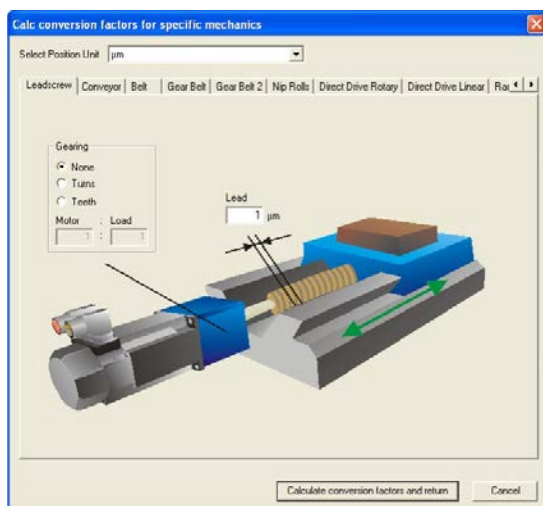 Calc conversion factors for specific mechanics
Select Position Unit µm
Leadscrew Conveyor Belt Gear Belt Gear Belt 2 Nip Rolls Direct Drive Rotary Direct Drive Linear
Gearing
None
Turns
Teeth
Motor : Load
1 : 1
Lead
1 µm
Calculate conversion factors and return Cancel